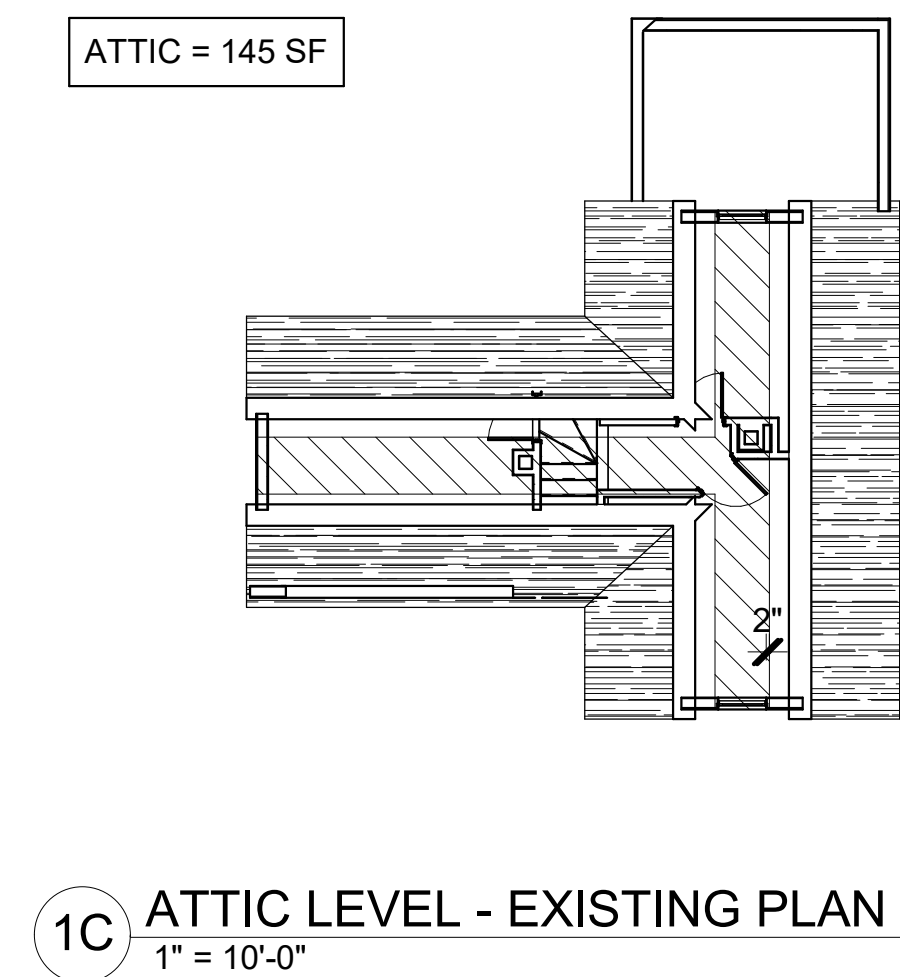 ATTIC = 145 SF
2"
1C
ATTIC LEVEL - EXISTING PLAN
1" = 10'-0"